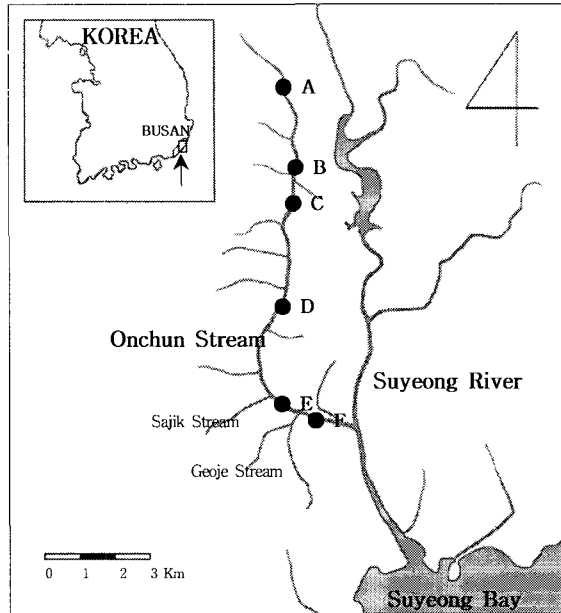 KOREA
BUSAN
A
B
C
D
Onchun Stream
Suyeong River
E
F
Sajik Stream
Geoje Stream
0 1 2 3 Km
Suyeong Bay